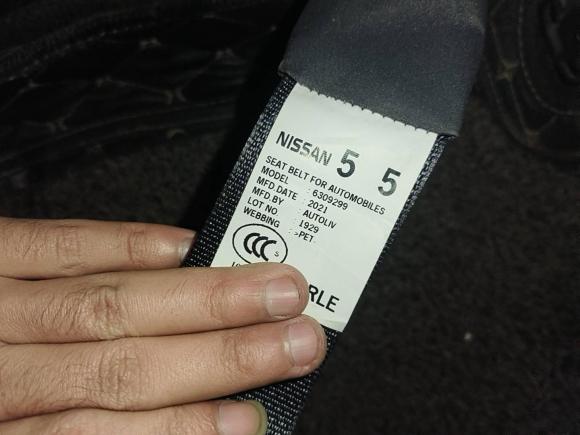 NISSAN 5 5
SEAT BELT FOR AUTOMOBILES
MODEL : 6309299
MFD DATE : 2021
MFD BY : AUTOLIV
LOT NO. : 1929
WEBBING : >PET.
CCC S
RLE